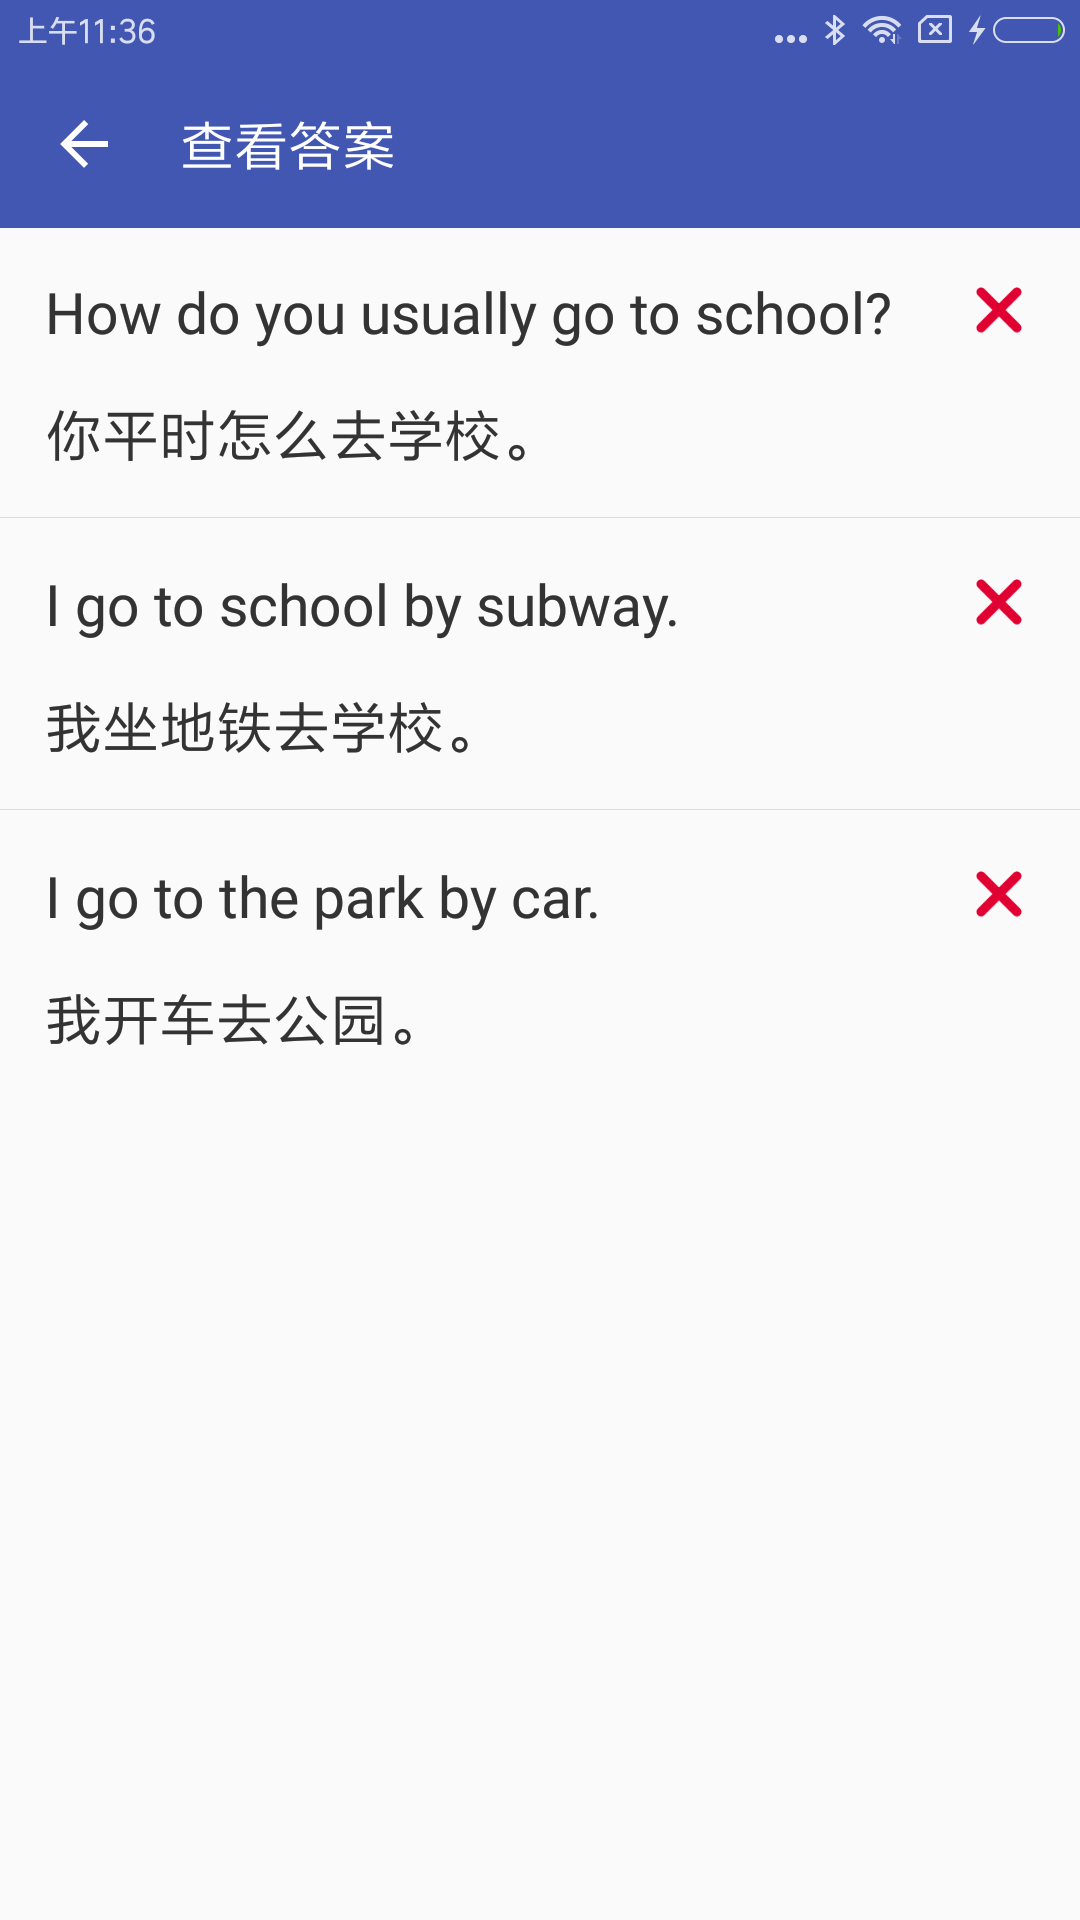 上午11:36
查看答案
How do you usually go to school?
你平时怎么去学校。
I go to school by subway.
我坐地铁去学校。
I go to the park by car.
我开车去公园。